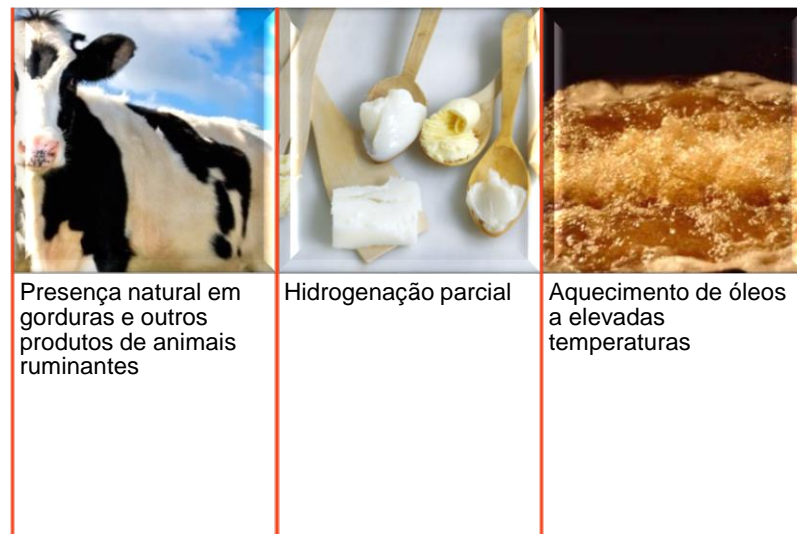 Presença natural em
gorduras e outros
produtos de animais
ruminantes
Hidrogenação parcial
Aquecimento de óleos
a elevadas
temperaturas